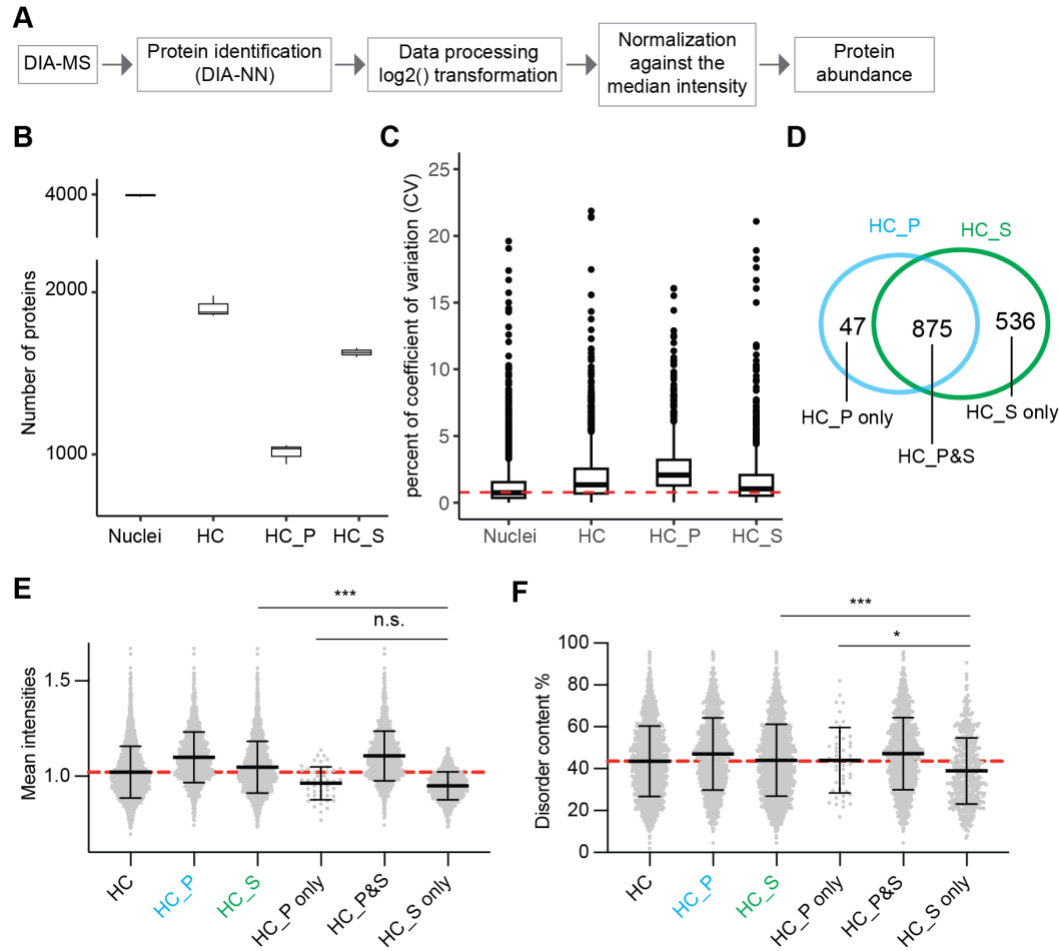 A
DIA-MS
Protein identification
(DIA-NN)
Data processing
log2() transformation
Normalization
against the
median intensity
Protein
abundance
B
Number of proteins
4000
2000
1000
Nuclei
HC
HC_P
HC_S
C
percent of coefficient of variation (CV)
25
20
15
10
5
0
Nuclei
HC
HC_P
HC_S
D
HC_P
HC_S
47
875
536
HC_P only
HC_S only
HC_P&S
E
***
n.s.
Mean intensities
1.5
1.0
HC
HC_P
HC_S
HC_P only
HC_P&S
HC_S only
F
***
*
Disorder content %
100
80
60
40
20
0
HC
HC_P
HC_S
HC_P only
HC_P&S
HC_S only